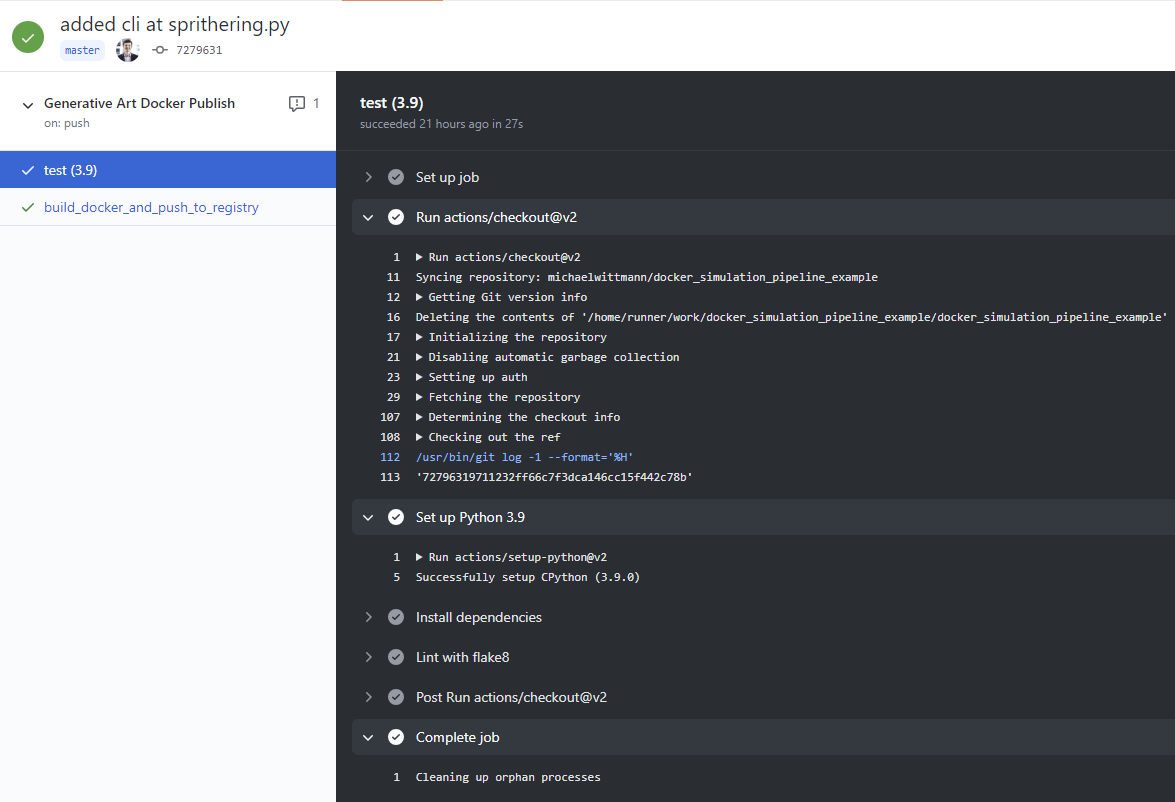 added cli at sprithering.py
master 7279631
Generative Art Docker Publish 1
on: push
test (3.9)
build_docker_and_push_to_registry
test (3.9)
succeeded 21 hours ago in 27s
Set up job
Run actions/checkout@v2
1 Run actions/checkout@v2
11 Syncing repository: michaelwittmann/docker_simulation_pipeline_example
12 Getting Git version info
16 Deleting the contents of '/home/runner/work/docker_simulation_pipeline_example/docker_simulation_pipeline_example'
17 Initializing the repository
21 Disabling automatic garbage collection
23 Setting up auth
29 Fetching the repository
107 Determining the checkout info
108 Checking out the ref
112 /usr/bin/git log -1 --format='%H'
113 '72796319711232ff66c7f3dca146cc15f442c78b'
Set up Python 3.9
1 Run actions/setup-python@v2
5 Successfully setup CPython (3.9.0)
Install dependencies
Lint with flake8
Post Run actions/checkout@v2
Complete job
1 Cleaning up orphan processes